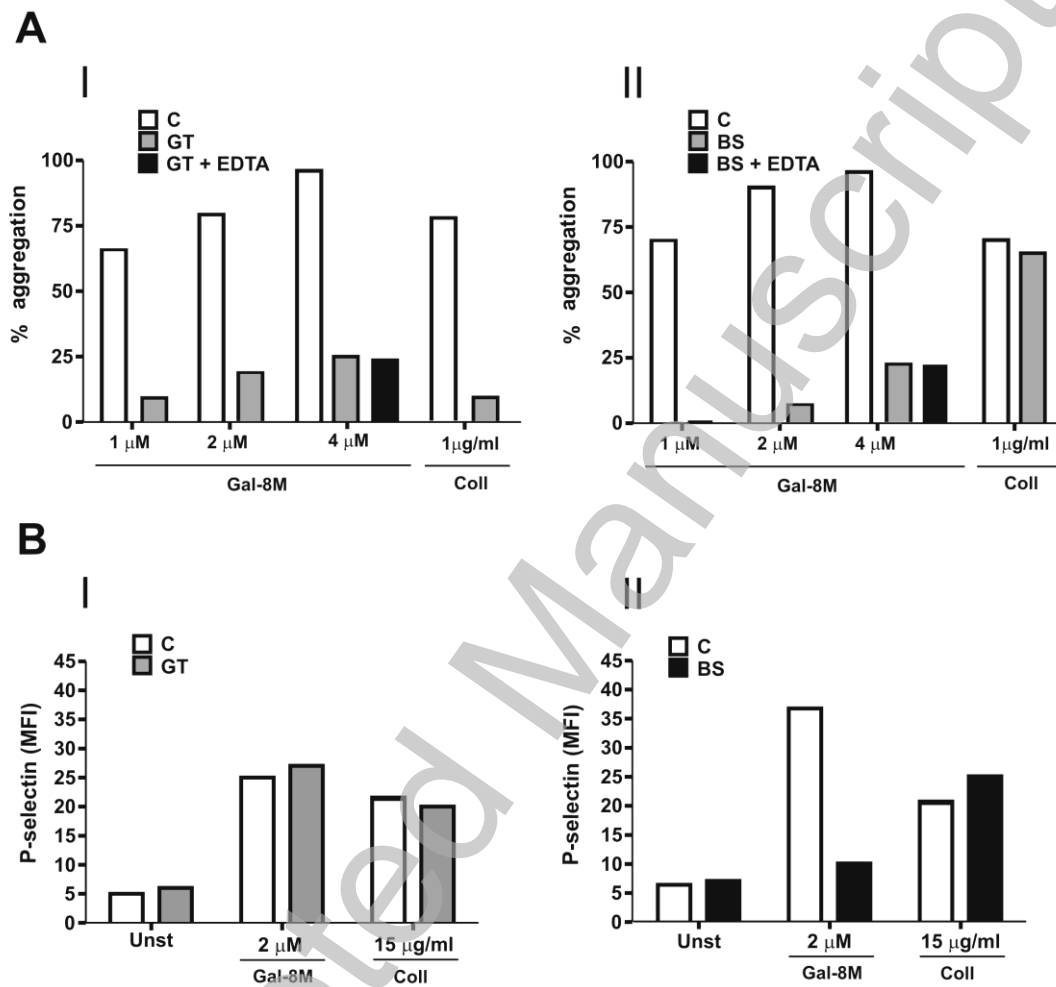 A
I
C
GT
GT + EDTA
% aggregation
100
75
50
25
0
1 μM
2 μM
4 μM
1μg/ml
Gal-8M
Coll
II
C
BS
BS + EDTA
% aggregation
100
75
50
25
0
1 μM
2 μM
4 μM
1μg/ml
Gal-8M
Coll
B
I
C
GT
P-selectin (MFI)
45
40
35
30
25
20
15
10
5
0
Unst
2 μM
15 μg/ml
Gal-8M
Coll
II
C
BS
P-selectin (MFI)
45
40
35
30
25
20
15
10
5
0
Unst
2 μM
15 μg/ml
Gal-8M
Coll
ted Manuscript